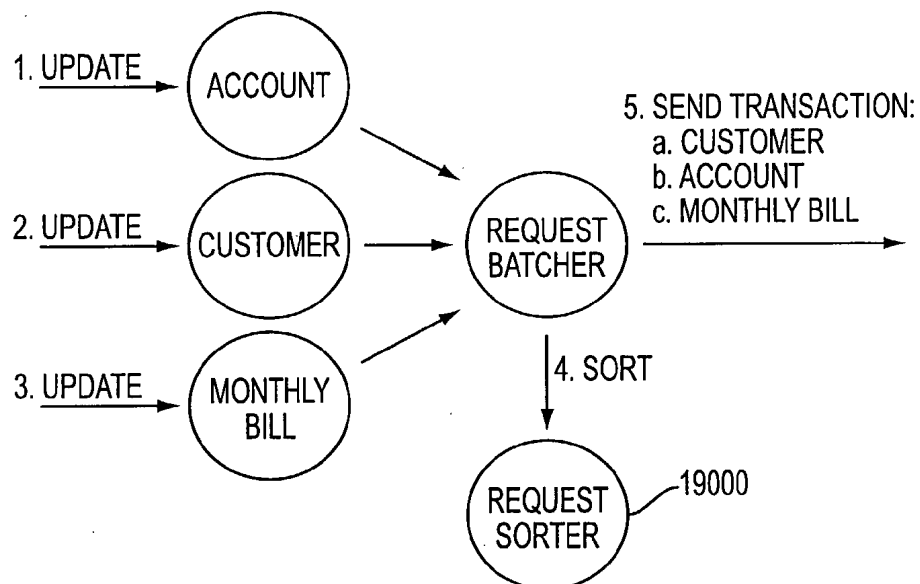 1. UPDATE
ACCOUNT
5. SEND TRANSACTION:
a. CUSTOMER
b. ACCOUNT
c. MONTHLY BILL
2. UPDATE
CUSTOMER
REQUEST
BATCHER
3. UPDATE
MONTHLY
BILL
4. SORT
REQUEST
SORTER
19000